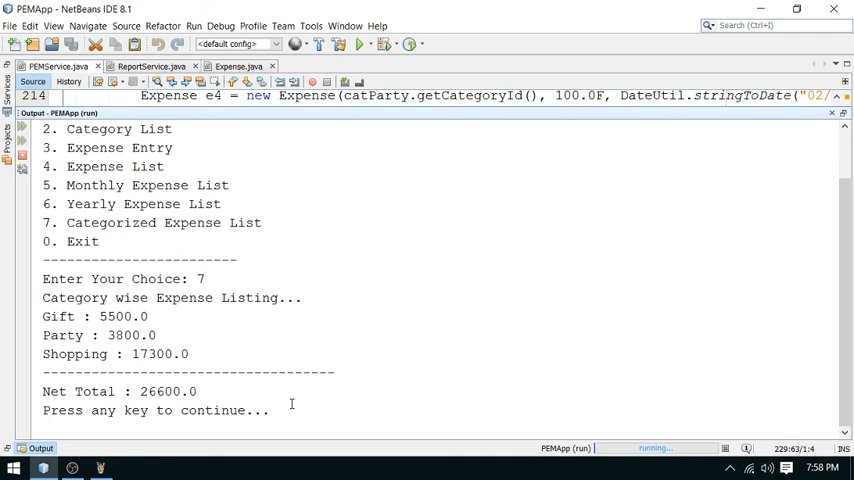 PEMApp - NetBeans IDE 8.1
File Edit View Navigate Source Refactor Run Debug Profile Team Tools Window Help
Search (Ctrl+I)
<default config>
PEMService.java
ReportService.java
Expense.java
Source History
214 Expense e4 = new Expense(catParty.getCategoryId(), 100.0F, DateUtil.stringToDate("02/
Output - PEMApp (run)
Services
Projects
2. Category List
3. Expense Entry
4. Expense List
5. Monthly Expense List
6. Yearly Expense List
7. Categorized Expense List
0. Exit
------------------------
Enter Your Choice: 7
Category wise Expense Listing...
Gift : 5500.0
Party : 3800.0
Shopping : 17300.0
------------------------------------
Net Total : 26600.0
Press any key to continue...
Output
PEMApp (run) running... 229:63/1:4 INS
7:58 PM